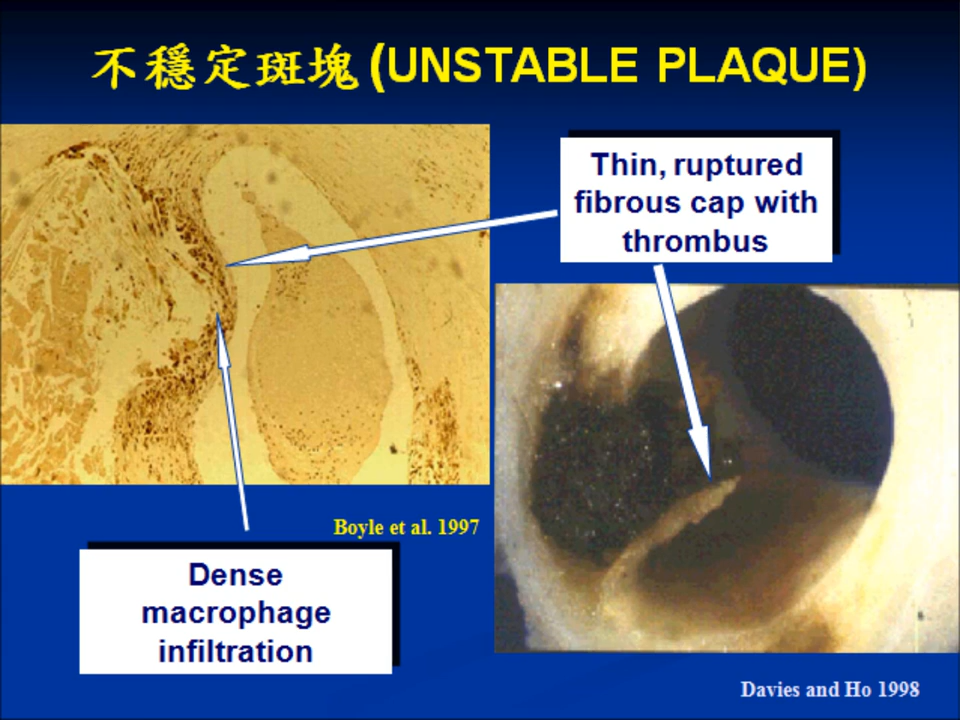 不穩定斑塊 (UNSTABLE PLAQUE)
Thin, ruptured
fibrous cap with
thrombus
Boyle et al. 1997
Dense
macrophage
infiltration
Davies and Ho 1998